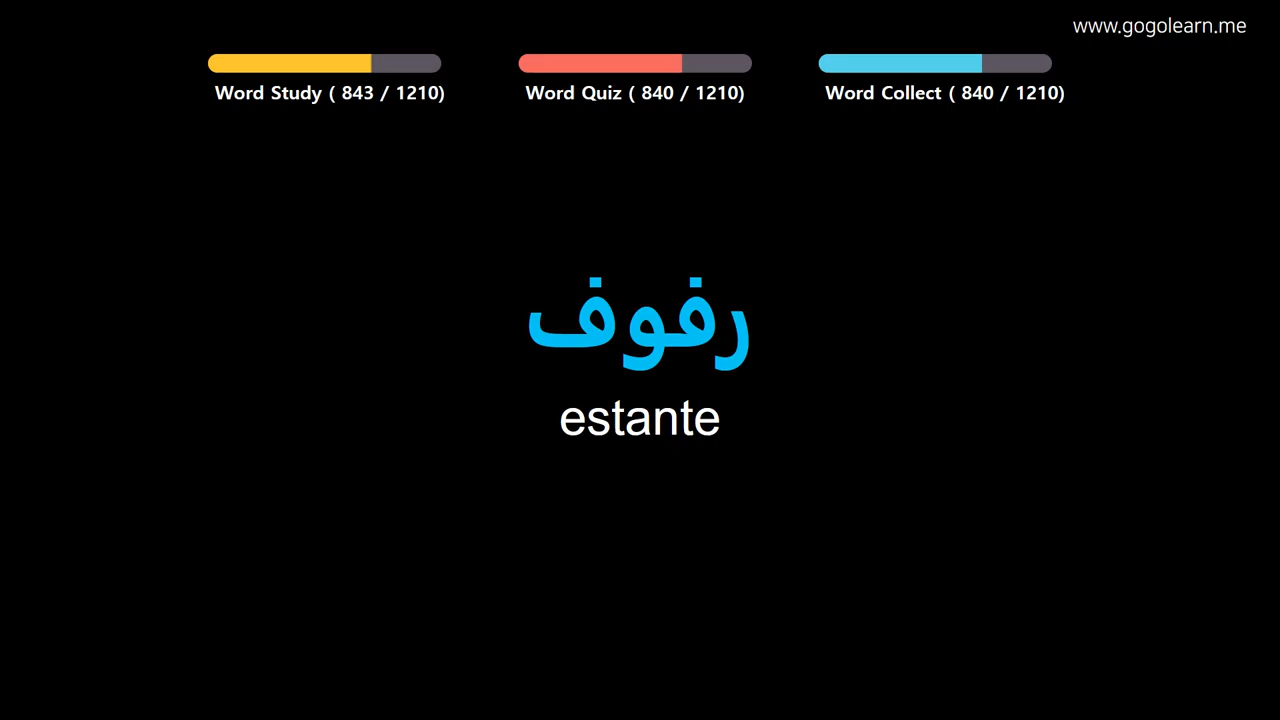 www.gogolearn.me
Word Study ( 843 / 1210)
Word Quiz ( 840 / 1210)
Word Collect ( 840 / 1210)
رفوف
estante